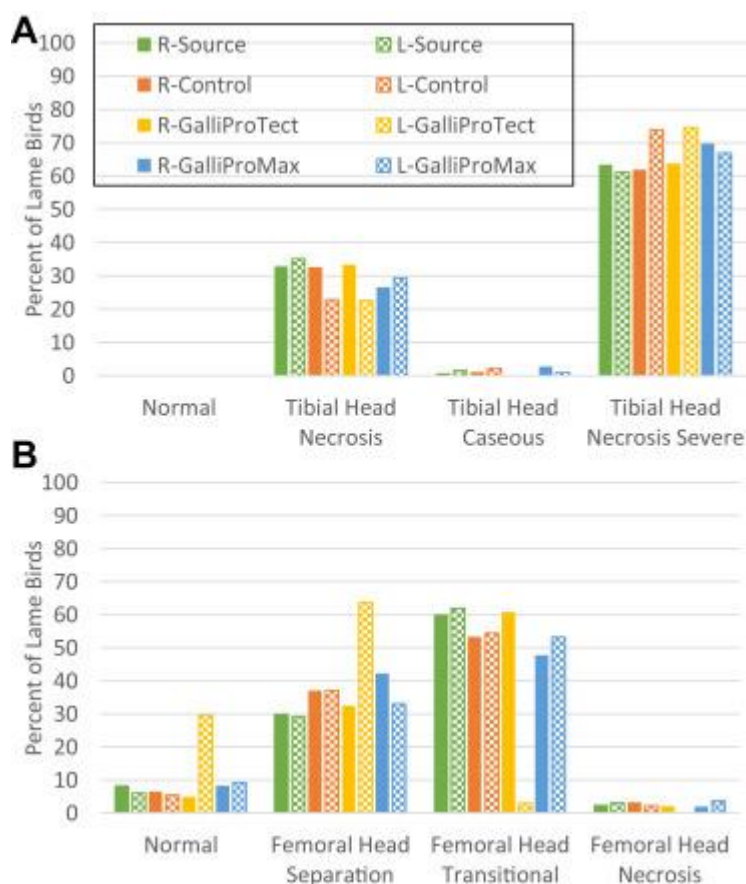 A
100
90
80
70
60
50
40
30
20
10
0
Percent of Lame Birds
R-Source L-Source
R-Control L-Control
R-GalliProTect L-GalliProTect
R-GalliProMax L-GalliProMax
Normal Tibial Head Tibial Head Tibial Head
Necrosis Caseous Necrosis Severe
B
100
90
80
70
60
50
40
30
20
10
0
Percent of Lame Birds
Normal Femoral Head Femoral Head Femoral Head
Separation Transitional Necrosis